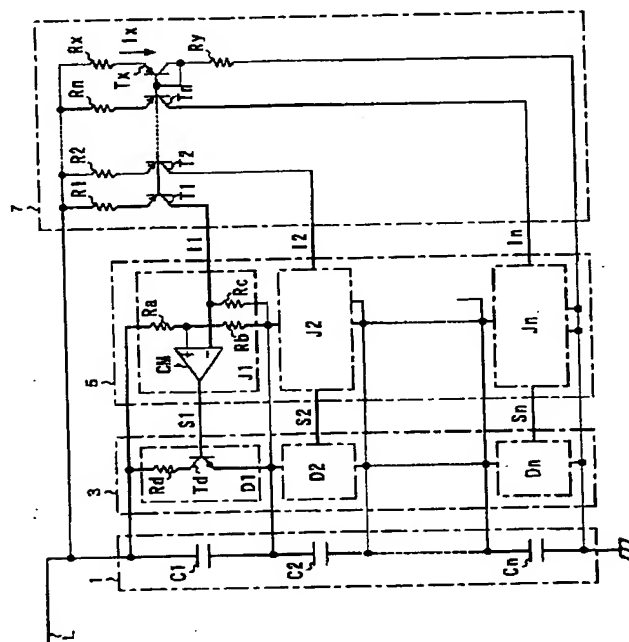 7
R1
R2
Rn
Rx
Tx
Ix
T1
T2
Tn
Ry
I1
I2
In
5
Ra
CM
+
−
Rb
Rc
J1
J2
Jn
S1
S2
Sn
3
Rd
Td
D1
D2
Dn
1
C1
C2
Cn
L